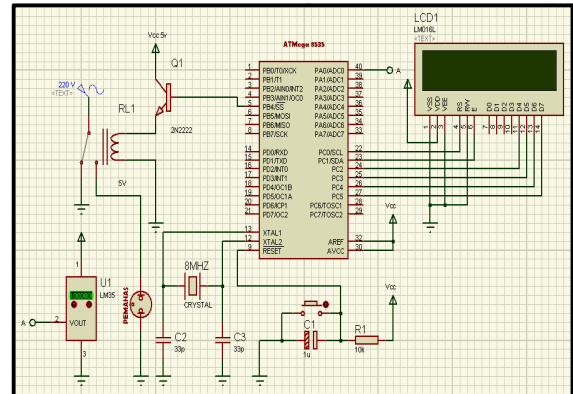 LCD1
LM016L
<TEXT>
Vcc 5v
Q1
2N2222
220 V
<TEXT>
RL1
5V
ATMega 8535
1 PB0/T0/XCK PA0/ADC0 40 A
2 PB1/T1 PA1/ADC1 39
3 PB2/AIN0/INT2 PA2/ADC2 38
4 PB3/AIN1/OC0 PA3/ADC3 37
5 PB4/SS PA4/ADC4 36
6 PB5/MOSI PA5/ADC5 35
7 PB6/MISO PA6/ADC6 34
8 PB7/SCK PA7/ADC7 33
14 PD0/RXD PC0/SCL 22
15 PD1/TXD PC1/SDA 23
16 PD2/INT0 PC2 24
17 PD3/INT1 PC3 25
18 PD4/OC1B PC4 26
19 PD5/OC1A PC5 27
20 PD6/ICP1 PC6/TOSC1 28
21 PD7/OC2 PC7/TOSC2 29
13 XTAL1
12 XTAL2 AREF 32
9 RESET AVCC 30
VSS VDD VEE RS RW E D0 D1 D2 D3 D4 D5 D6 D7
1 2 3 4 5 6 7 8 9 10 11 12 13 14
Vcc
8MHZ
CRYSTAL
1
U1
LM35
A 2 VOUT
3
PEMANAS
C2
33p
C3
33p
C1
1u
R1
10k
Vcc